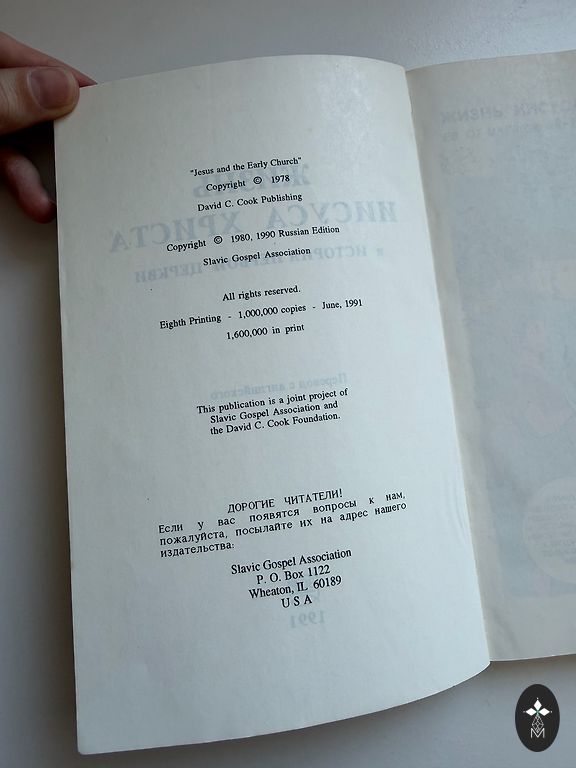 "Jesus and the Early Church"
Copyright © 1978
David C. Cook Publishing
Copyright © 1980, 1990 Russian Edition
Slavic Gospel Association
All rights reserved.
Eighth Printing - 1,000,000 copies - June, 1991
1,600,000 in print
This publication is a joint project of
Slavic Gospel Association and
the David C. Cook Foundation.
ДОРОГИЕ ЧИТАТЕЛИ!
Если у вас появятся вопросы к нам,
пожалуйста, посылайте их на адрес нашего
издательства:
Slavic Gospel Association
P. O. Box 1122
Wheaton, IL 60189
U S A